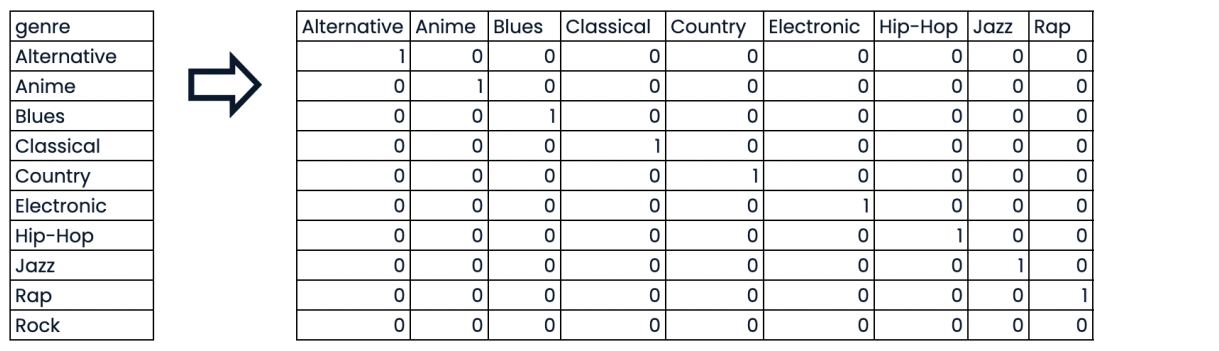 genre Alternative Anime Blues Classical Country Electronic Hip-Hop Jazz Rap
Alternative 1 0 0 0 0 0 0 0 0
Anime 0 1 0 0 0 0 0 0 0
Blues 0 0 1 0 0 0 0 0 0
Classical 0 0 0 1 0 0 0 0 0
Country 0 0 0 0 1 0 0 0 0
Electronic 0 0 0 0 0 1 0 0 0
Hip-Hop 0 0 0 0 0 0 1 0 0
Jazz 0 0 0 0 0 0 0 1 0
Rap 0 0 0 0 0 0 0 0 1
Rock 0 0 0 0 0 0 0 0 0